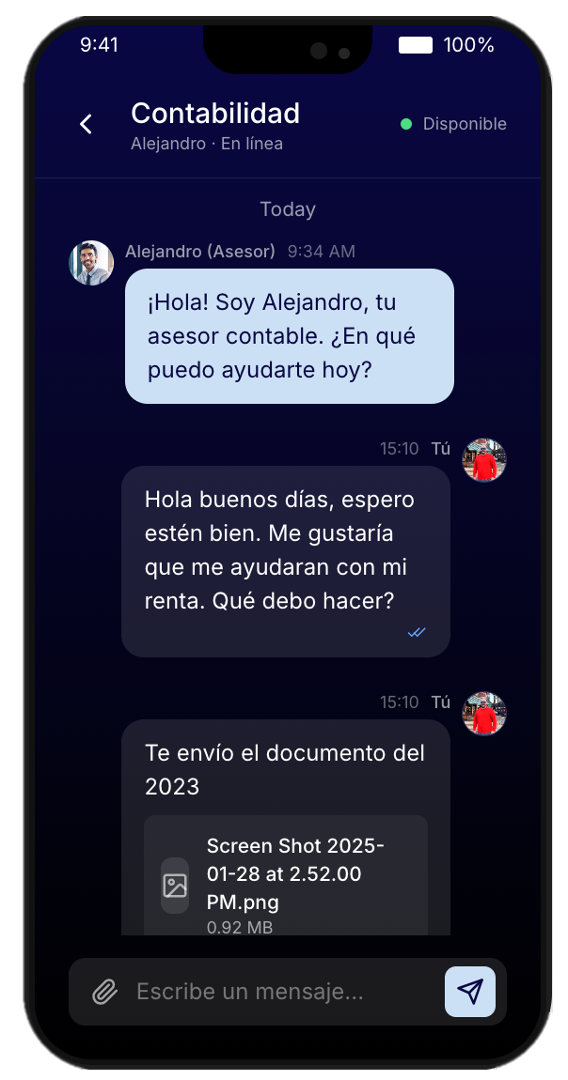 9:41 100%
Contabilidad
Alejandro · En línea
Disponible
Today
Alejandro (Asesor) 9:34 AM
¡Hola! Soy Alejandro, tu
asesor contable. ¿En qué
puedo ayudarte hoy?
15:10 Tú
Hola buenos días, espero
estén bien. Me gustaría
que me ayudaran con mi
renta. Qué debo hacer?
15:10 Tú
Te envío el documento del
2023
Screen Shot 2025-
01-28 at 2.52.00
PM.png
0.92 MB
Escribe un mensaje...